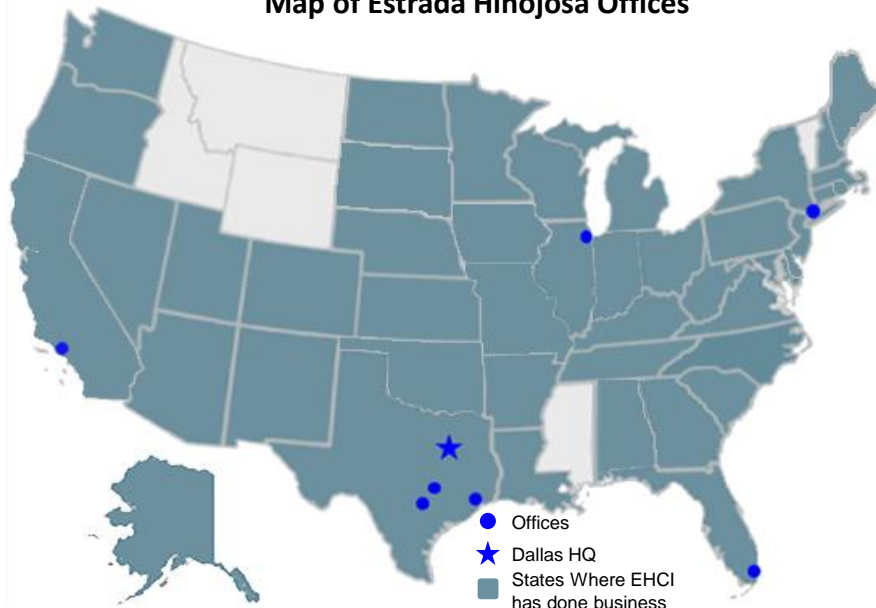 Map of Estrada Hinojosa Offices
Offices
Dallas HQ
States Where EHCI
has done business